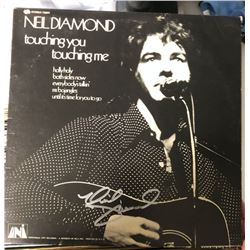 NEIL DIAMOND
touching you
touching me
holly holy
both sides now
everybody's talkin'
mr. bojangles
until it's time for you to go
UNI